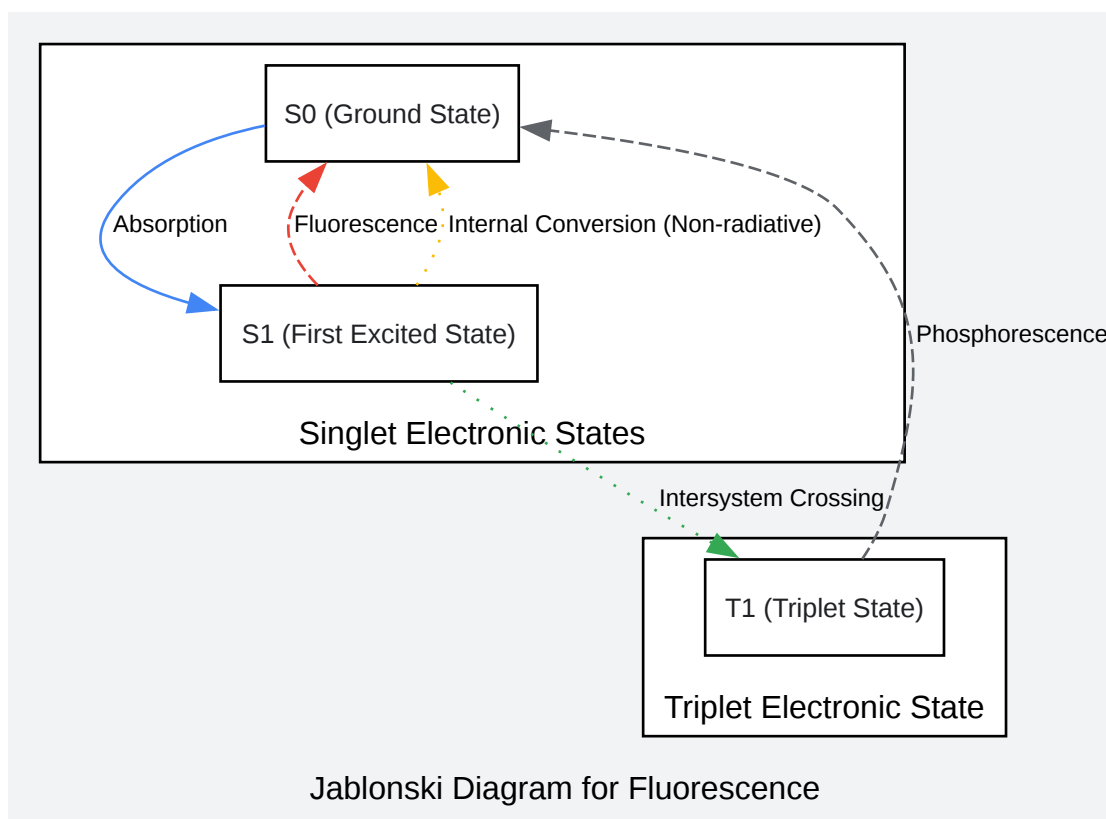 S0 (Ground State)
Absorption
Fluorescence
Internal Conversion (Non-radiative)
S1 (First Excited State)
Phosphorescence
Singlet Electronic States
Intersystem Crossing
T1 (Triplet State)
Triplet Electronic State
Jablonski Diagram for Fluorescence